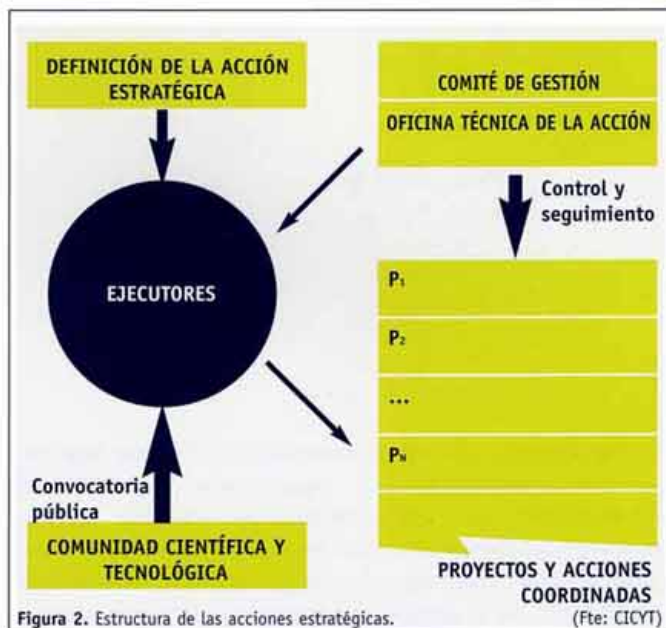 DEFINICIÓN DE LA ACCIÓN
ESTRATÉGICA
COMITÉ DE GESTIÓN
OFICINA TÉCNICA DE LA ACCIÓN
Control y
seguimiento
EJECUTORES
P₁
P₂
...
Pₙ
Convocatoria
pública
COMUNIDAD CIENTÍFICA Y
TECNOLÓGICA
PROYECTOS Y ACCIONES
COORDINADAS
Figura 2. Estructura de las acciones estratégicas.
(Fte: CICYT)